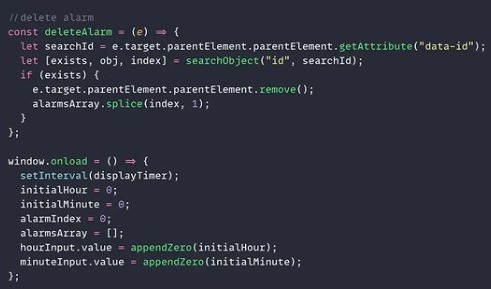 //delete alarm
const deleteAlarm = (e) => {
  let searchId = e.target.parentElement.parentElement.getAttribute("data-id");
  let [exists, obj, index] = searchObject("id", searchId);
  if (exists) {
    e.target.parentElement.parentElement.remove();
    alarmsArray.splice(index, 1);
  }
};

window.onload = () => {
  setInterval(displayTimer);
  initialHour = 0;
  initialMinute = 0;
  alarmIndex = 0;
  alarmsArray = [];
  hourInput.value = appendZero(initialHour);
  minuteInput.value = appendZero(initialMinute);
};